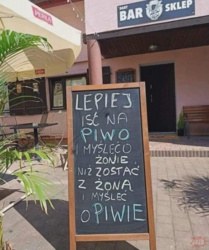 BAR SKLEP
LEPIEJ
IŚĆ NA
PIWO
I MYŚLEĆ O
ŻONIE,
NIŻ ZOSTAĆ
Z ŻONĄ
I MYŚLEĆ
O PIWIE